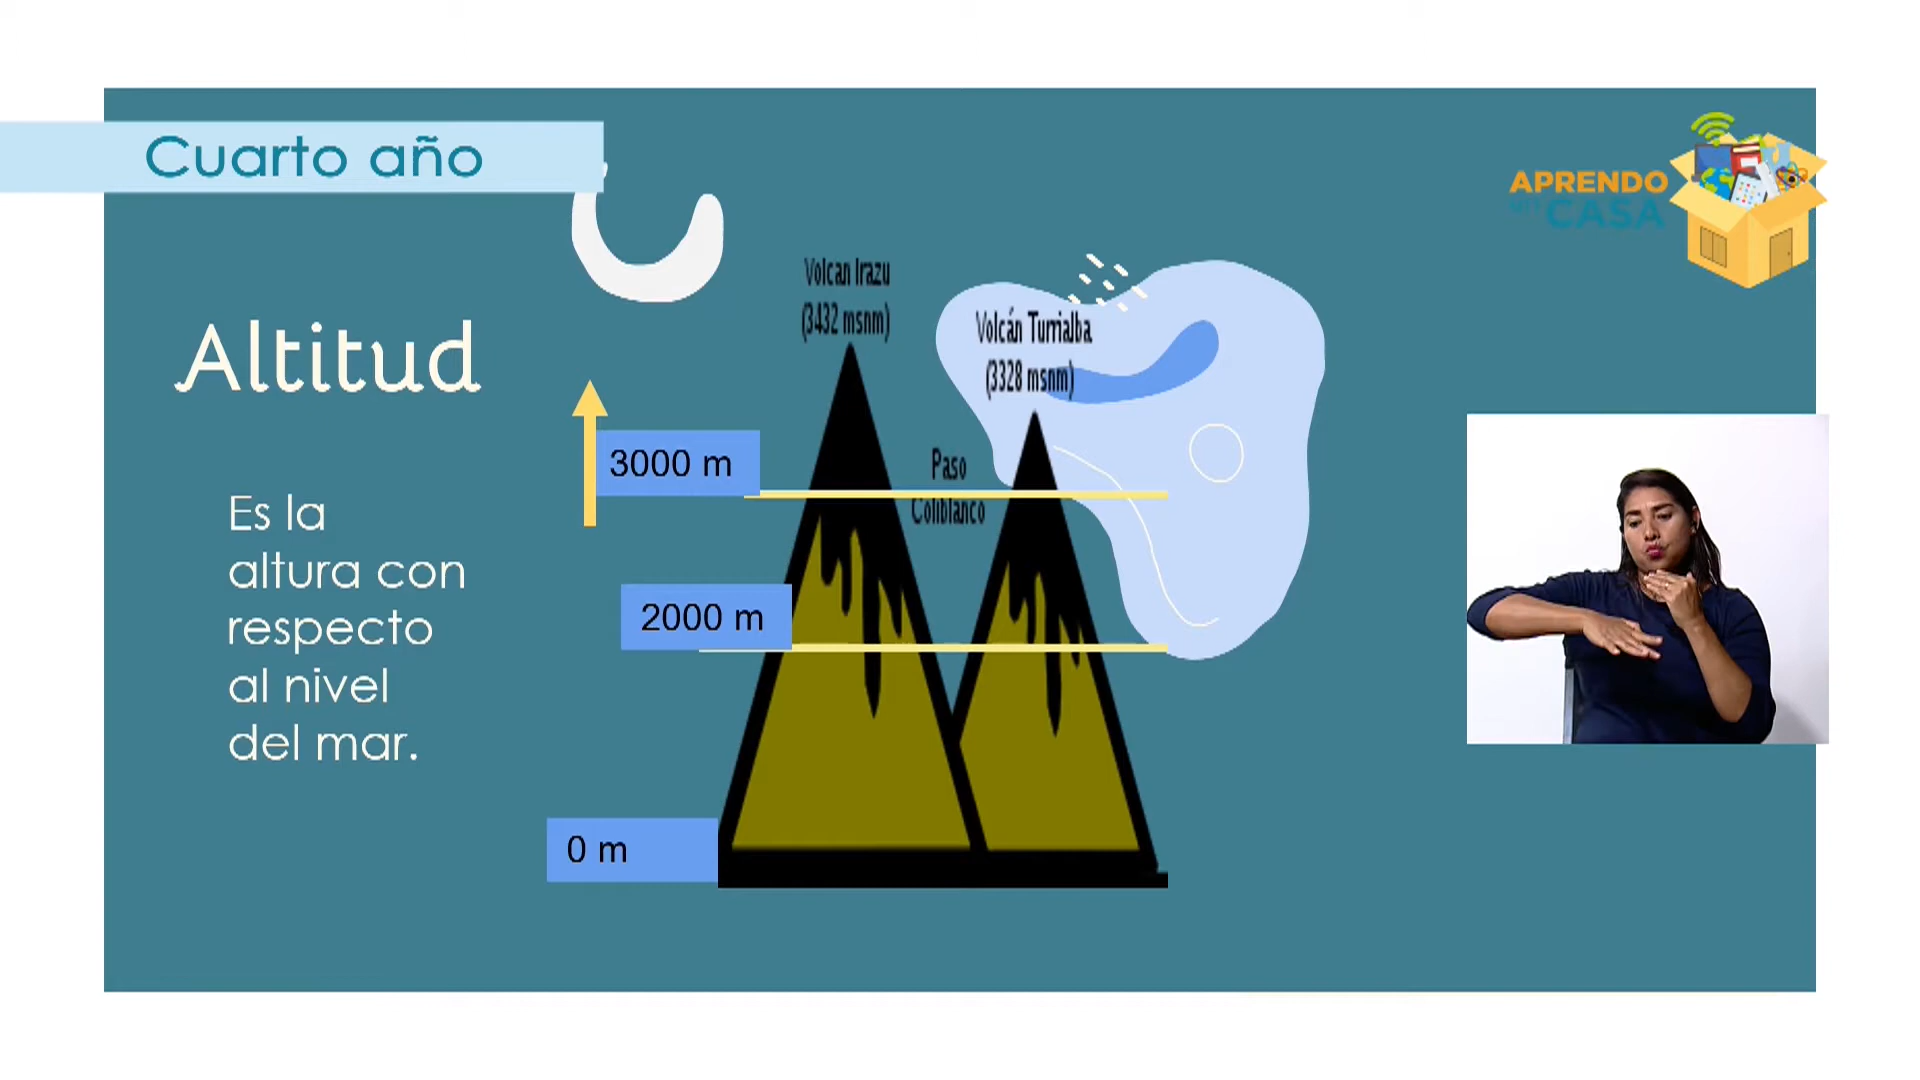 Cuarto año
APRENDO
CASA
Altitud
Es la
altura con
respecto
al nivel
del mar.
Volcan Irazu
(3432 msnm)
Volcán Turrialba
(3328 msnm)
Paso
Coliblanco
3000 m
2000 m
0 m